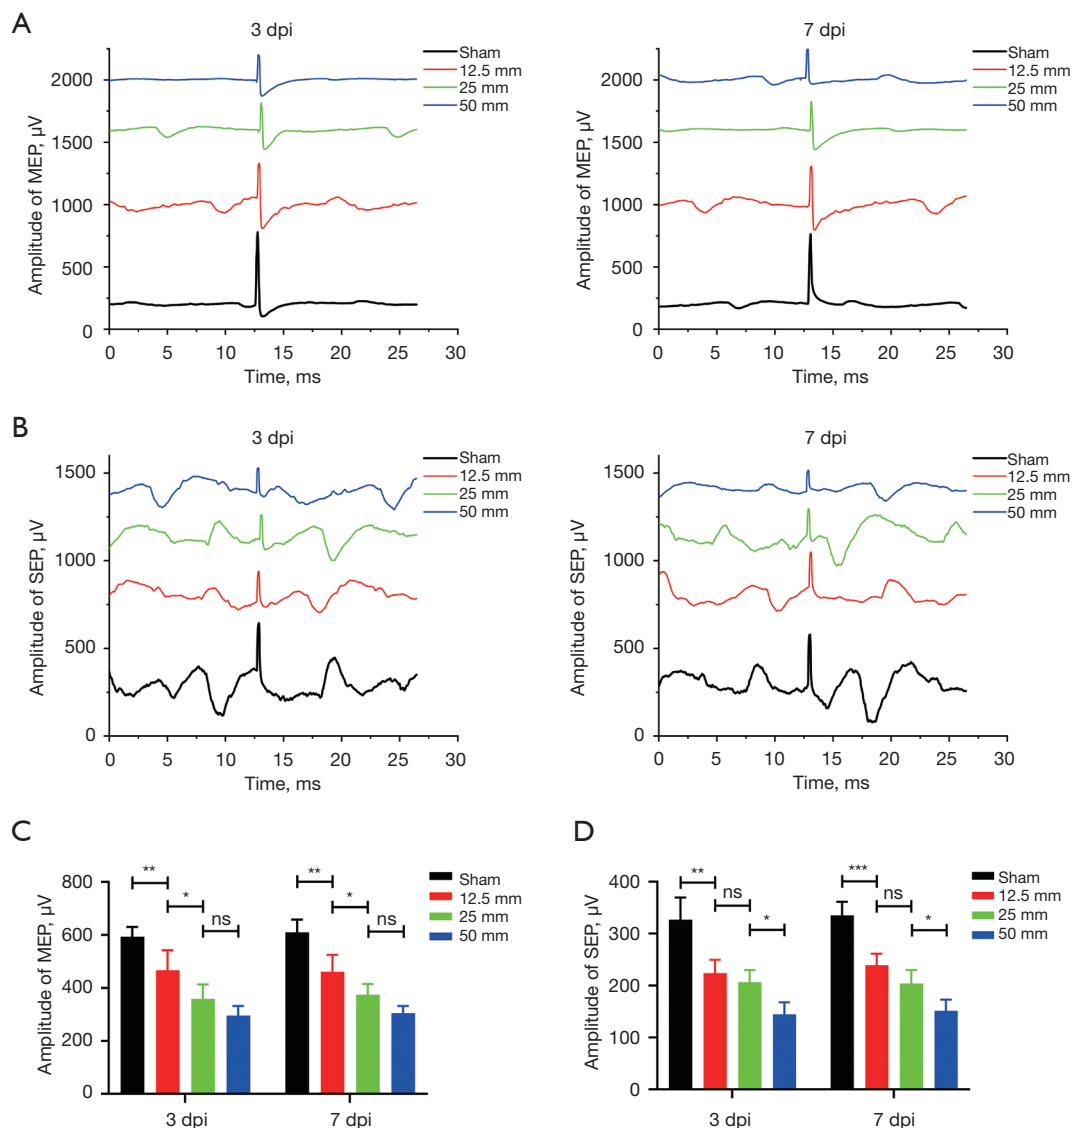 A
3 dpi
Sham
12.5 mm
25 mm
50 mm
Amplitude of MEP, µV
2000
1500
1000
500
0
0 5 10 15 20 25 30
Time, ms
7 dpi
Sham
12.5 mm
25 mm
50 mm
Amplitude of MEP, µV
2000
1500
1000
500
0
0 5 10 15 20 25 30
Time, ms
B
3 dpi
Sham
12.5 mm
25 mm
50 mm
Amplitude of SEP, µV
1500
1000
500
0
0 5 10 15 20 25 30
Time, ms
7 dpi
Sham
12.5 mm
25 mm
50 mm
Amplitude of SEP, µV
1500
1000
500
0
0 5 10 15 20 25 30
Time, ms
C
Amplitude of MEP, µV
800
600
400
200
0
** * ns
** * ns
Sham
12.5 mm
25 mm
50 mm
3 dpi 7 dpi
D
Amplitude of SEP, µV
400
300
200
100
0
** ns *
*** ns *
Sham
12.5 mm
25 mm
50 mm
3 dpi 7 dpi